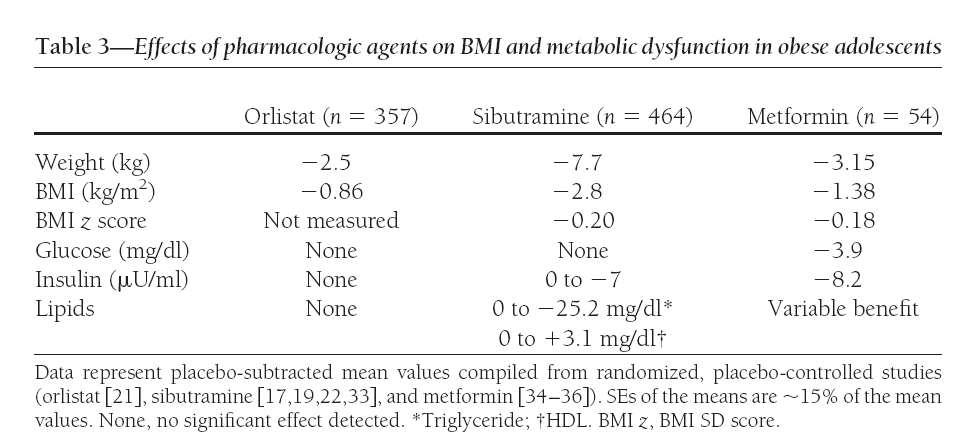 Table 3—Effects of pharmacologic agents on BMI and metabolic dysfunction in obese adolescents
Orlistat (n = 357) Sibutramine (n = 464) Metformin (n = 54)
Weight (kg) −2.5 −7.7 −3.15
BMI (kg/m²) −0.86 −2.8 −1.38
BMI z score Not measured −0.20 −0.18
Glucose (mg/dl) None None −3.9
Insulin (μU/ml) None 0 to −7 −8.2
Lipids None 0 to −25.2 mg/dl* Variable benefit
0 to +3.1 mg/dl†
Data represent placebo-subtracted mean values compiled from randomized, placebo-controlled studies
(orlistat [21], sibutramine [17,19,22,33], and metformin [34–36]). SEs of the means are ~15% of the mean
values. None, no significant effect detected. *Triglyceride; †HDL. BMI z, BMI SD score.